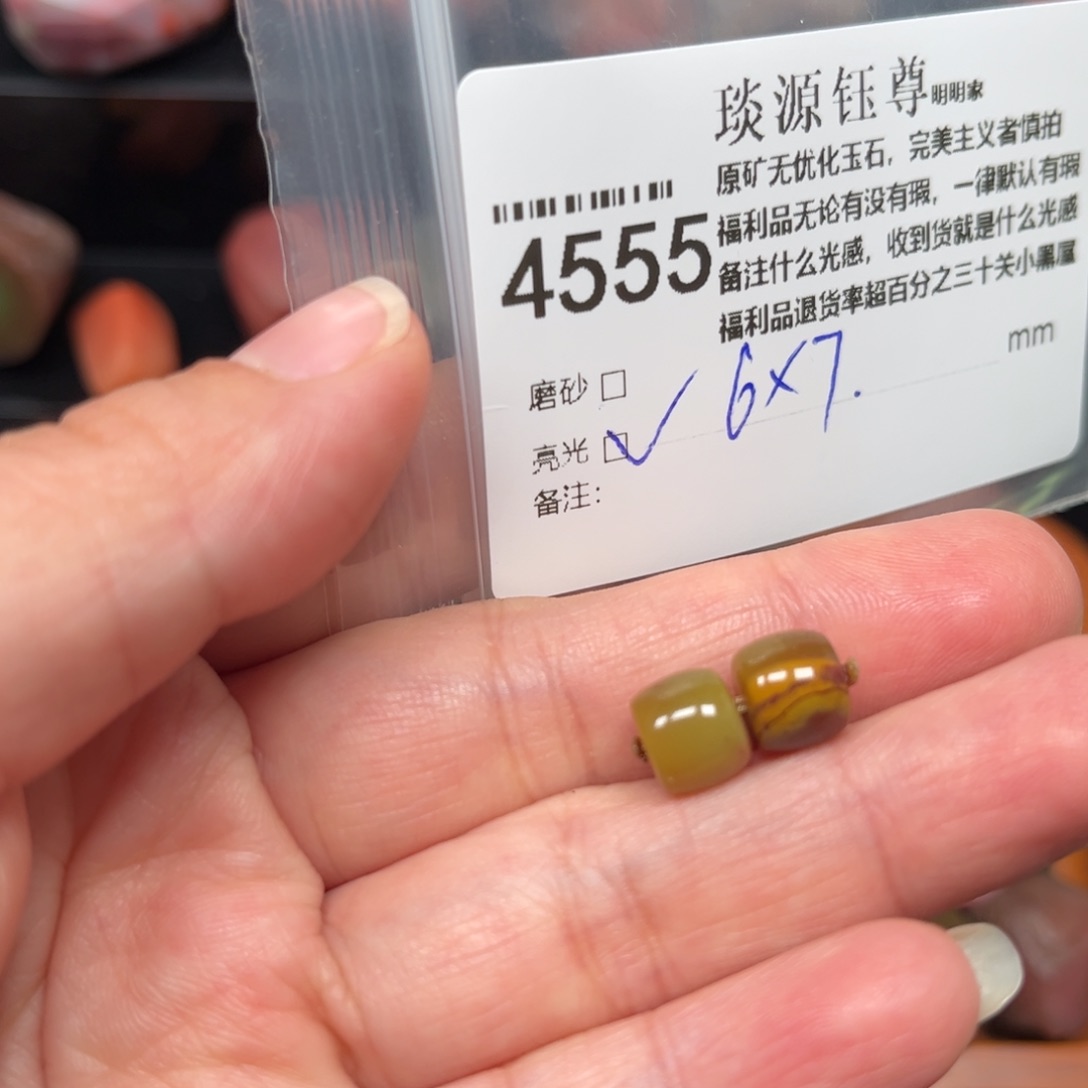 琰源钰尊明明家
原矿无优化玉石，完美主义者慎拍
福利品无论有没有瑕，一律默认有瑕
备注什么光感，收到货就是什么光感
福利品退货率超百分之三十关小黑屋
4555
mm
磨砂 □
6×7.
亮光 ☑
备注：